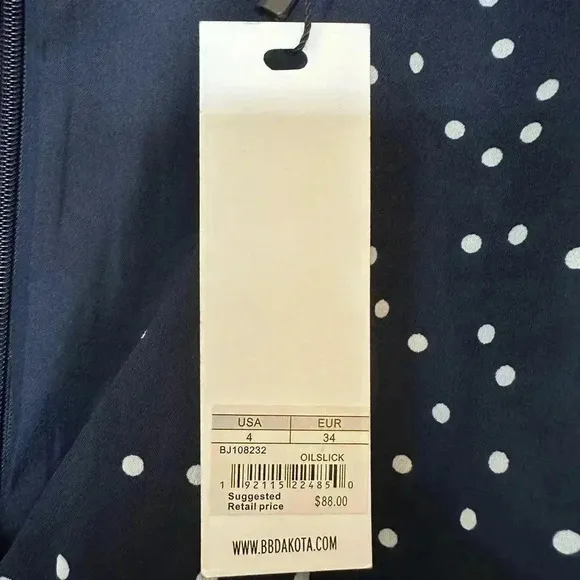 USA EUR
4 34
BJ108232
OILSLICK
1 92115 22485 0
Suggested
Retail price $88.00
WWW.BBDAKOTA.COM